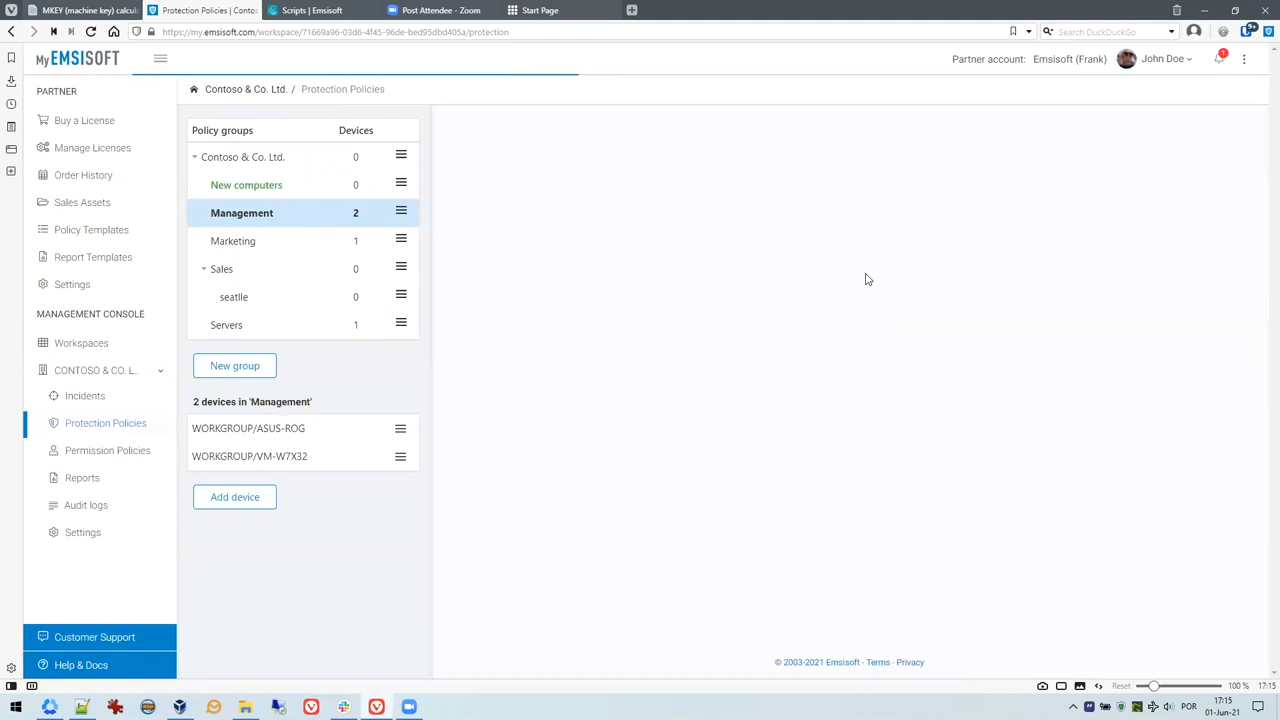 MKEY (machine key) calcula
Protection Policies | Conto
Scripts | Emsisoft
Post Attendee - Zoom
Start Page
https://my.emsisoft.com/workspace/71669a96-03d6-4f45-96de-bed95dbd405a/protection
Search DuckDuckGo
9+
My EMSISOFT
Partner account: Emsisoft (Frank)
John Doe
1
PARTNER
Buy a License
Manage Licenses
Order History
Sales Assets
Policy Templates
Report Templates
Settings
MANAGEMENT CONSOLE
Workspaces
CONTOSO & CO. L...
Incidents
Protection Policies
Permission Policies
Reports
Audit logs
Settings
Customer Support
Help & Docs
Contoso & Co. Ltd. / Protection Policies
Policy groups Devices
Contoso & Co. Ltd. 0
New computers 0
Management 2
Marketing 1
Sales 0
seatlle 0
Servers 1
New group
2 devices in 'Management'
WORKGROUP/ASUS-ROG
WORKGROUP/VM-W7X32
Add device
© 2003-2021 Emsisoft · Terms · Privacy
Reset 100 % 17:15
POR
17:15
01-Jun-21